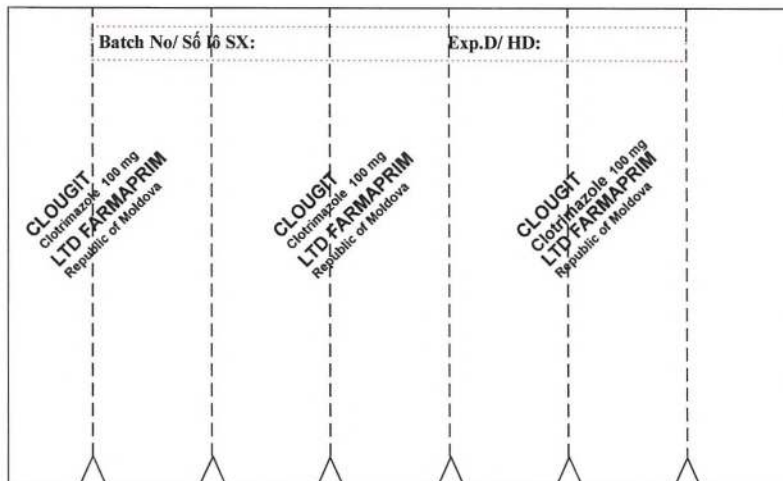 Batch No/ Số lô SX: Exp.D/ HD:
CLOUGIT
Clotrimazole 100 mg
LTD FARMAPRIM
Republic of Moldova
CLOUGIT
Clotrimazole 100 mg
LTD FARMAPRIM
Republic of Moldova
CLOUGIT
Clotrimazole 100 mg
LTD FARMAPRIM
Republic of Moldova